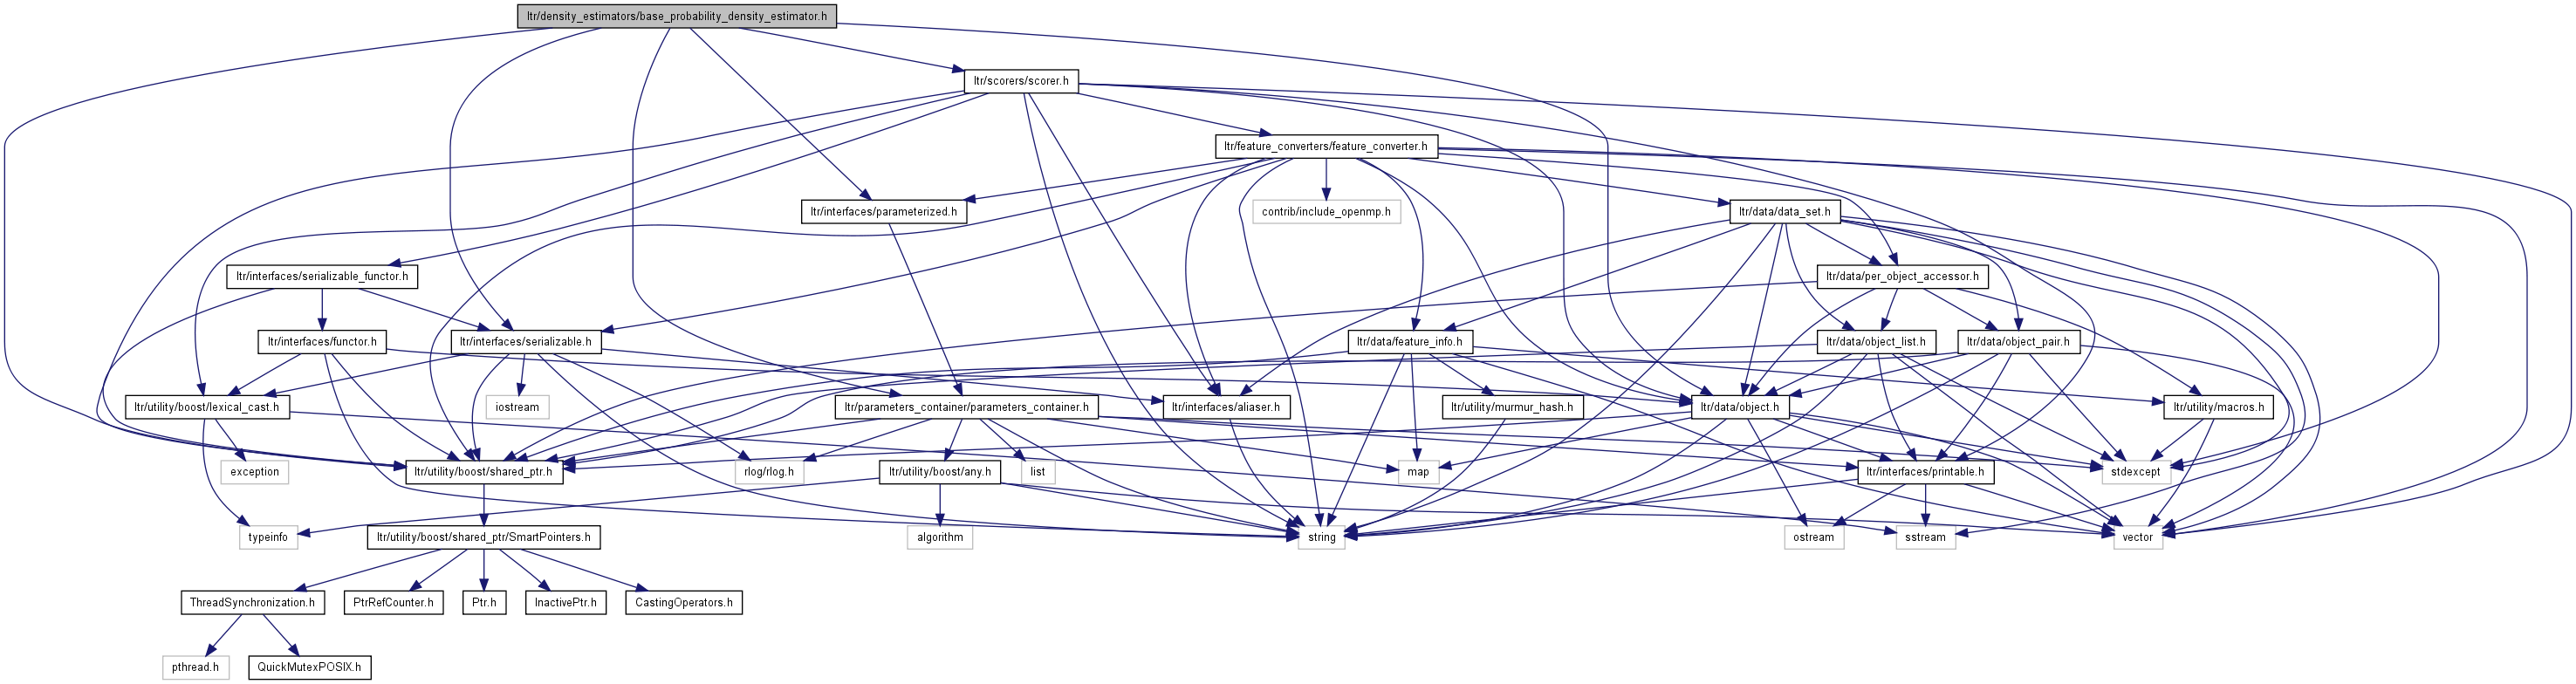 ltr/density_estimators/base_probability_density_estimator.h
ltr/scorers/scorer.h
ltr/feature_converters/feature_converter.h
ltr/interfaces/parameterized.h
contrib/include_openmp.h
ltr/data/data_set.h
ltr/interfaces/serializable_functor.h
ltr/data/per_object_accessor.h
ltr/interfaces/functor.h
ltr/interfaces/serializable.h
ltr/data/feature_info.h
ltr/data/object_list.h
ltr/data/object_pair.h
ltr/utility/boost/lexical_cast.h
iostream
ltr/parameters_container/parameters_container.h
ltr/interfaces/aliaser.h
ltr/utility/murmur_hash.h
ltr/data/object.h
ltr/utility/macros.h
exception
ltr/utility/boost/shared_ptr.h
rlog/rlog.h
ltr/utility/boost/any.h
list
map
ltr/interfaces/printable.h
stdexcept
typeinfo
ltr/utility/boost/shared_ptr/SmartPointers.h
algorithm
string
ostream
sstream
vector
ThreadSynchronization.h
PtrRefCounter.h
Ptr.h
InactivePtr.h
CastingOperators.h
pthread.h
QuickMutexPOSIX.h